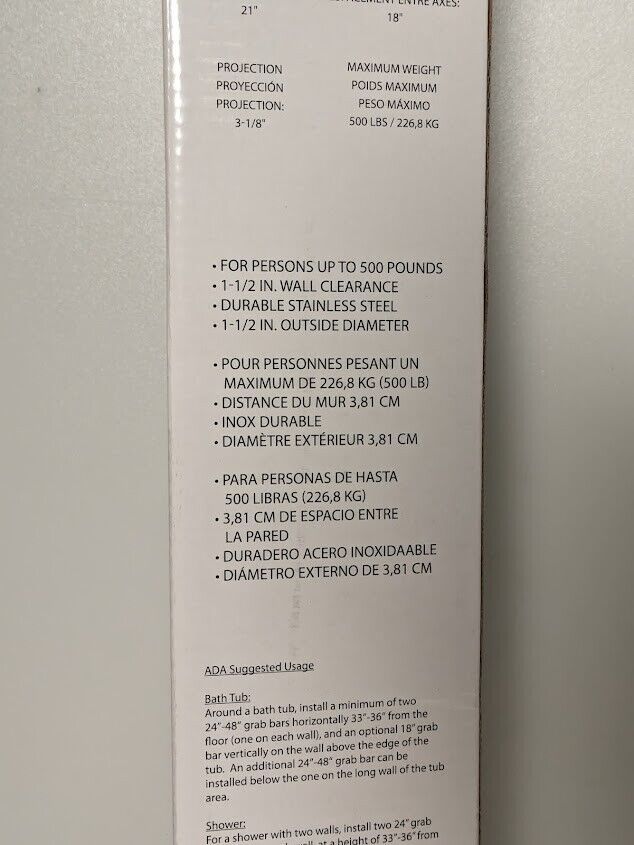 ENTRE AXES:
21"
18"
PROJECTION
PROYECCIÓN
PROJECTION:
3-1/8"
MAXIMUM WEIGHT
POIDS MAXIMUM
PESO MÁXIMO
500 LBS / 226,8 KG
• FOR PERSONS UP TO 500 POUNDS
• 1-1/2 IN. WALL CLEARANCE
• DURABLE STAINLESS STEEL
• 1-1/2 IN. OUTSIDE DIAMETER
• POUR PERSONNES PESANT UN
MAXIMUM DE 226,8 KG (500 LB)
• DISTANCE DU MUR 3,81 CM
• INOX DURABLE
• DIAMÈTRE EXTÉRIEUR 3,81 CM
• PARA PERSONAS DE HASTA
500 LIBRAS (226,8 KG)
• 3,81 CM DE ESPACIO ENTRE
LA PARED
• DURADERO ACERO INOXIDAABLE
• DIÁMETRO EXTERNO DE 3,81 CM
ADA Suggested Usage
Bath Tub:
Around a bath tub, install a minimum of two
24"-48" grab bars horizontally 33"-36" from the
floor (one on each wall), and an optional 18" grab
bar vertically on the wall above the edge of the
tub. An additional 24"-48" grab bar can be
installed below the one on the long wall of the tub
area.
Shower:
For a shower with two walls, install two 24" grab
at a height of 33"-36" from